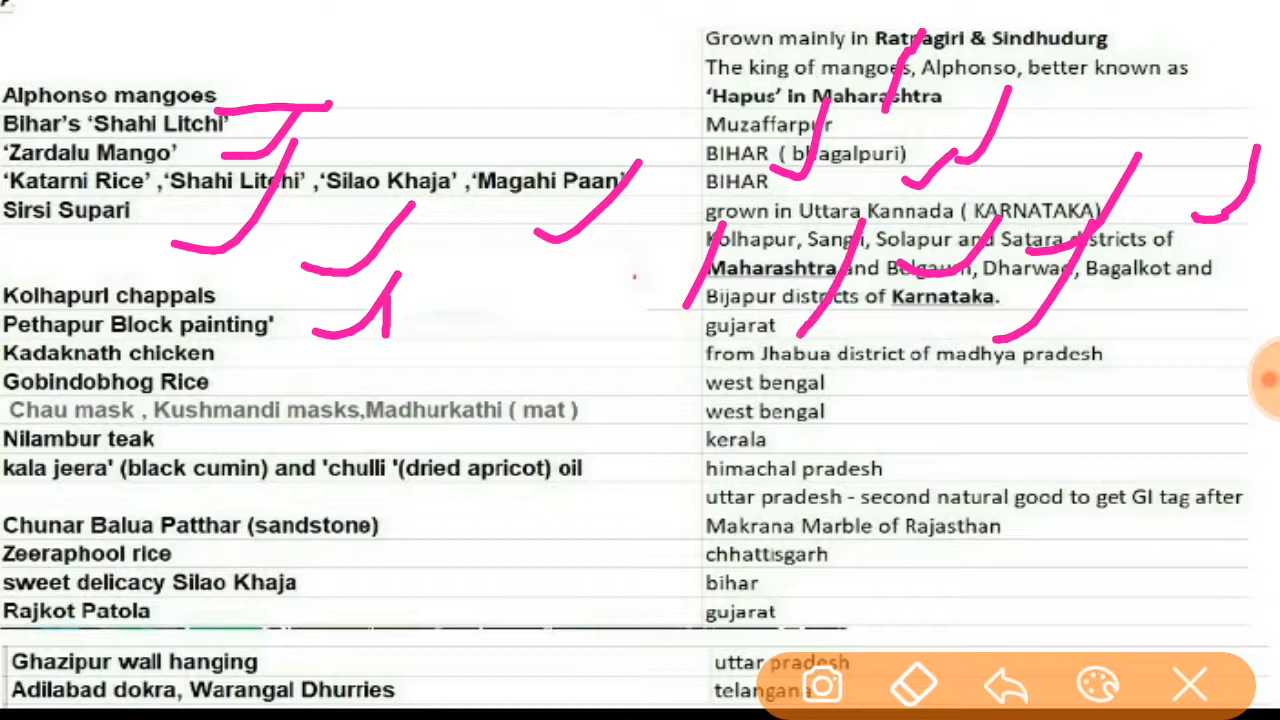 Grown mainly in Ratnagiri & Sindhudurg
The king of mangoes, Alphonso, better known as
Alphonso mangoes ‘Hapus’ in Maharashtra
Bihar’s ‘Shahi Litchi’ Muzaffarpur
‘Zardalu Mango’ BIHAR ( bhagalpuri)
‘Katarni Rice’ ,‘Shahi Litchi’ ,‘Silao Khaja’ ,‘Magahi Paan’ BIHAR
Sirsi Supari grown in Uttara Kannada ( KARNATAKA)
Kolhapur, Sangli, Solapur and Satara districts of
Maharashtra and Belgaum, Dharwad, Bagalkot and
Kolhapuri chappals Bijapur districts of Karnataka.
Pethapur Block painting' gujarat
Kadaknath chicken from Jhabua district of madhya pradesh
Gobindobhog Rice west bengal
Chau mask , Kushmandi masks,Madhurkathi ( mat ) west bengal
Nilambur teak kerala
kala jeera' (black cumin) and 'chulli '(dried apricot) oil himachal pradesh
uttar pradesh - second natural good to get GI tag after
Chunar Balua Patthar (sandstone) Makrana Marble of Rajasthan
Zeeraphool rice chhattisgarh
sweet delicacy Silao Khaja bihar
Rajkot Patola gujarat
Ghazipur wall hanging uttar pradesh
Adilabad dokra, Warangal Dhurries telangana